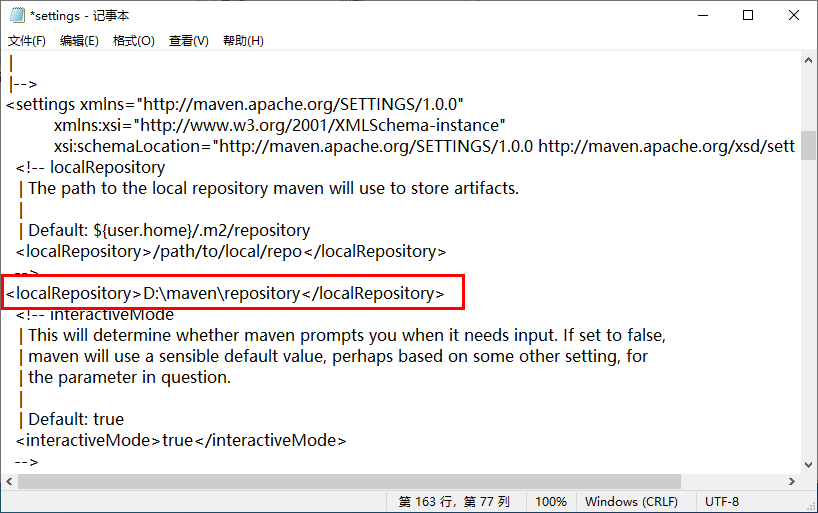 *settings - 记事本
文件(F) 编辑(E) 格式(O) 查看(V) 帮助(H)
|
|-->
<settings xmlns="http://maven.apache.org/SETTINGS/1.0.0"
xmlns:xsi="http://www.w3.org/2001/XMLSchema-instance"
xsi:schemaLocation="http://maven.apache.org/SETTINGS/1.0.0 http://maven.apache.org/xsd/sett
<!-- localRepository
| The path to the local repository maven will use to store artifacts.
|
| Default: ${user.home}/.m2/repository
<localRepository>/path/to/local/repo</localRepository>
-->
<localRepository>D:\maven\repository</localRepository>
<!-- interactiveMode
| This will determine whether maven prompts you when it needs input. If set to false,
| maven will use a sensible default value, perhaps based on some other setting, for
| the parameter in question.
|
| Default: true
<interactiveMode>true</interactiveMode>
-->
第 163 行，第 77 列 100% Windows (CRLF) UTF-8